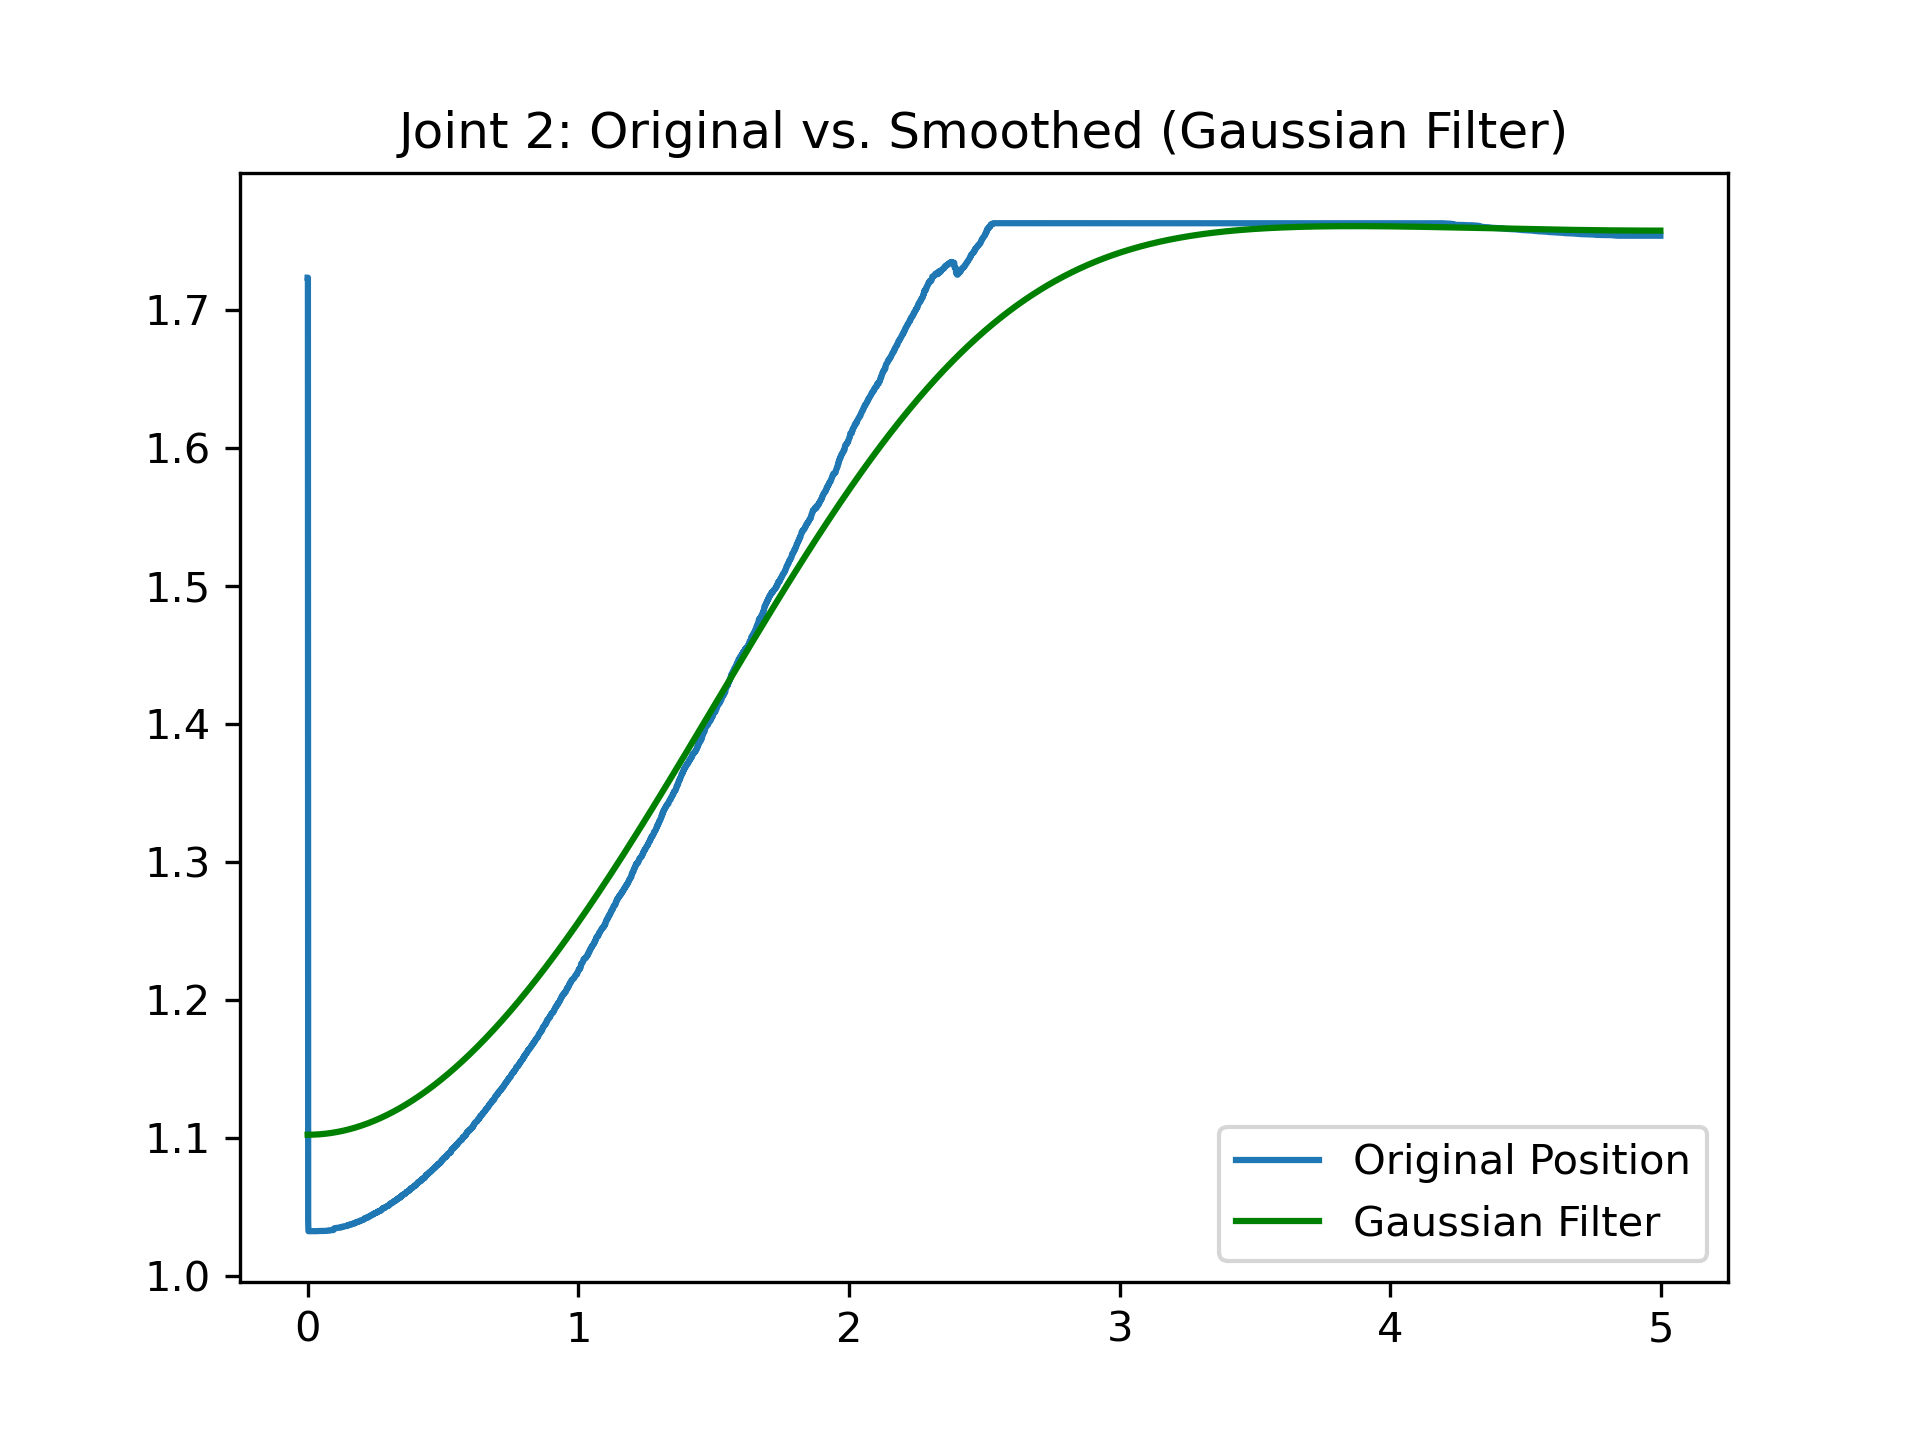 Joint 2: Original vs. Smoothed (Gaussian Filter)
1.7
1.6
1.5
1.4
1.3
1.2
1.1
1.0
0 1 2 3 4 5
Original Position
Gaussian Filter